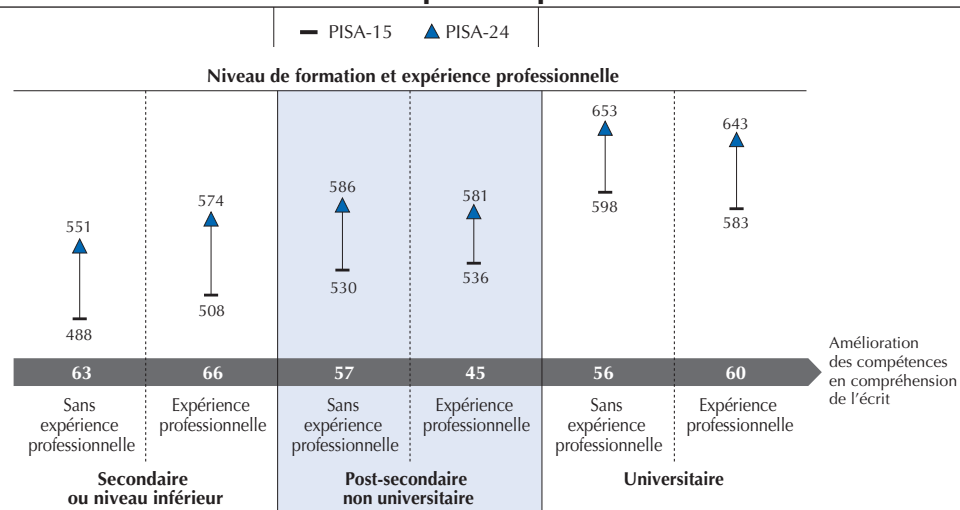 PISA-15 PISA-24
Niveau de formation et expérience professionnelle
653
643
598
583
586
581
574
551
530
536
508
488
63 66 57 45 56 60
Amélioration
des compétences
en compréhension
de l'écrit
Sans
expérience
professionnelle
Expérience
professionnelle
Sans
expérience
professionnelle
Expérience
professionnelle
Sans
expérience
professionnelle
Expérience
professionnelle
Secondaire
ou niveau inférieur
Post-secondaire
non universitaire
Universitaire